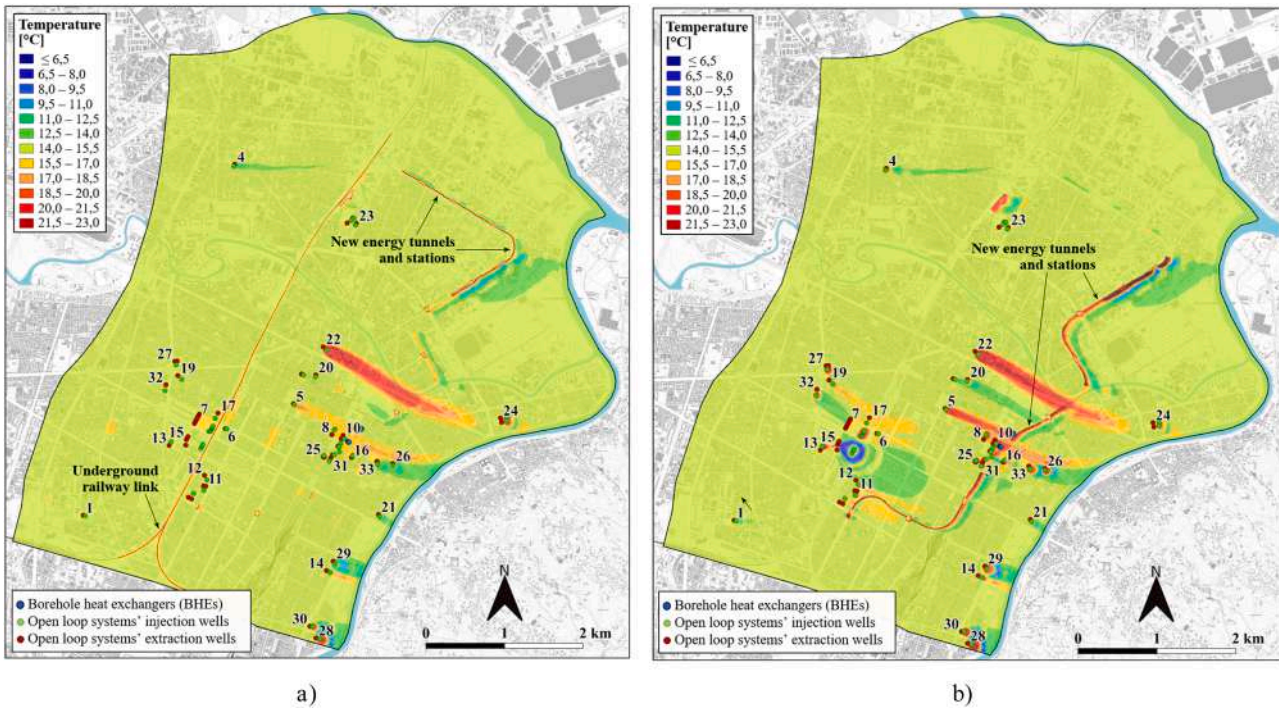 Temperature
[°C]
≤ 6,5
6,5 – 8,0
8,0 – 9,5
9,5 – 11,0
11,0 – 12,5
12,5 – 14,0
14,0 – 15,5
15,5 – 17,0
17,0 – 18,5
18,5 – 20,0
20,0 – 21,5
21,5 – 23,0
4
23
New energy tunnels
and stations
22
27
19
20
32
5
7
17
24
8
10
6
15
13
25
16
31
33
26
12
11
Underground
railway link
1
21
29
14
30
28
N
Borehole heat exchangers (BHEs)
Open loop systems' injection wells
Open loop systems' extraction wells
0 1 2 km
a)
Temperature
[°C]
≤ 6,5
6,5 – 8,0
8,0 – 9,5
9,5 – 11,0
11,0 – 12,5
12,5 – 14,0
14,0 – 15,5
15,5 – 17,0
17,0 – 18,5
18,5 – 20,0
20,0 – 21,5
21,5 – 23,0
4
23
New energy tunnels
and stations
22
27
19
20
32
5
7
17
24
8
10
6
15
13
25
16
31
33
26
12
11
1
21
29
14
30
28
N
Borehole heat exchangers (BHEs)
Open loop systems' injection wells
Open loop systems' extraction wells
0 1 2 km
b)